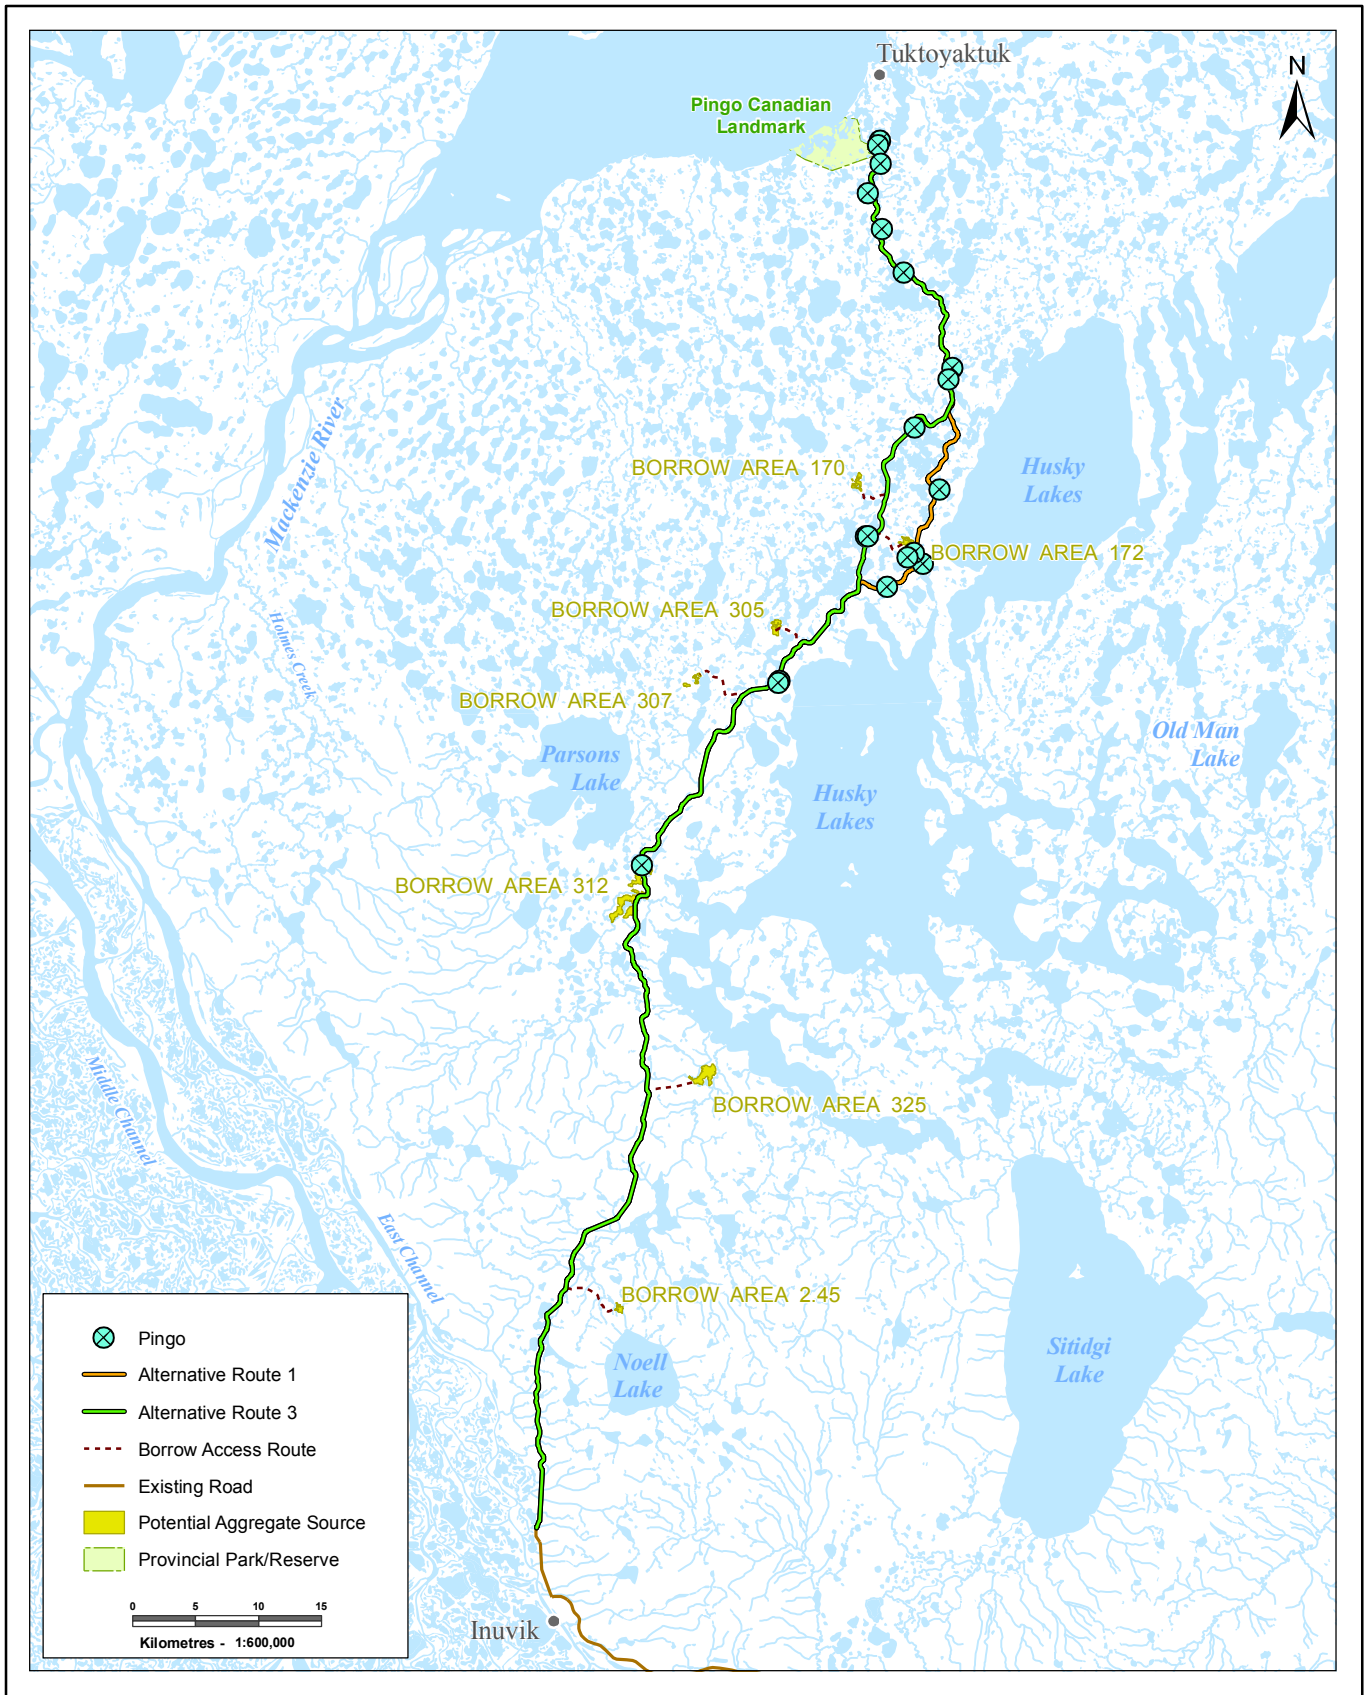 Tuktoyaktuk
N
Pingo Canadian
Landmark
Mackenzie River
BORROW AREA 170
Husky
Lakes
BORROW AREA 172
BORROW AREA 305
Holmes Creek
BORROW AREA 307
Old Man
Lake
Parsons
Lake
Husky
Lakes
BORROW AREA 312
Middle Channel
BORROW AREA 325
East Channel
BORROW AREA 2.45
Noell
Lake
Sitidgi
Lake
Pingo
Alternative Route 1
Alternative Route 3
Borrow Access Route
Existing Road
Potential Aggregate Source
Provincial Park/Reserve
0 5 10 15
Kilometres - 1:600,000
Inuvik